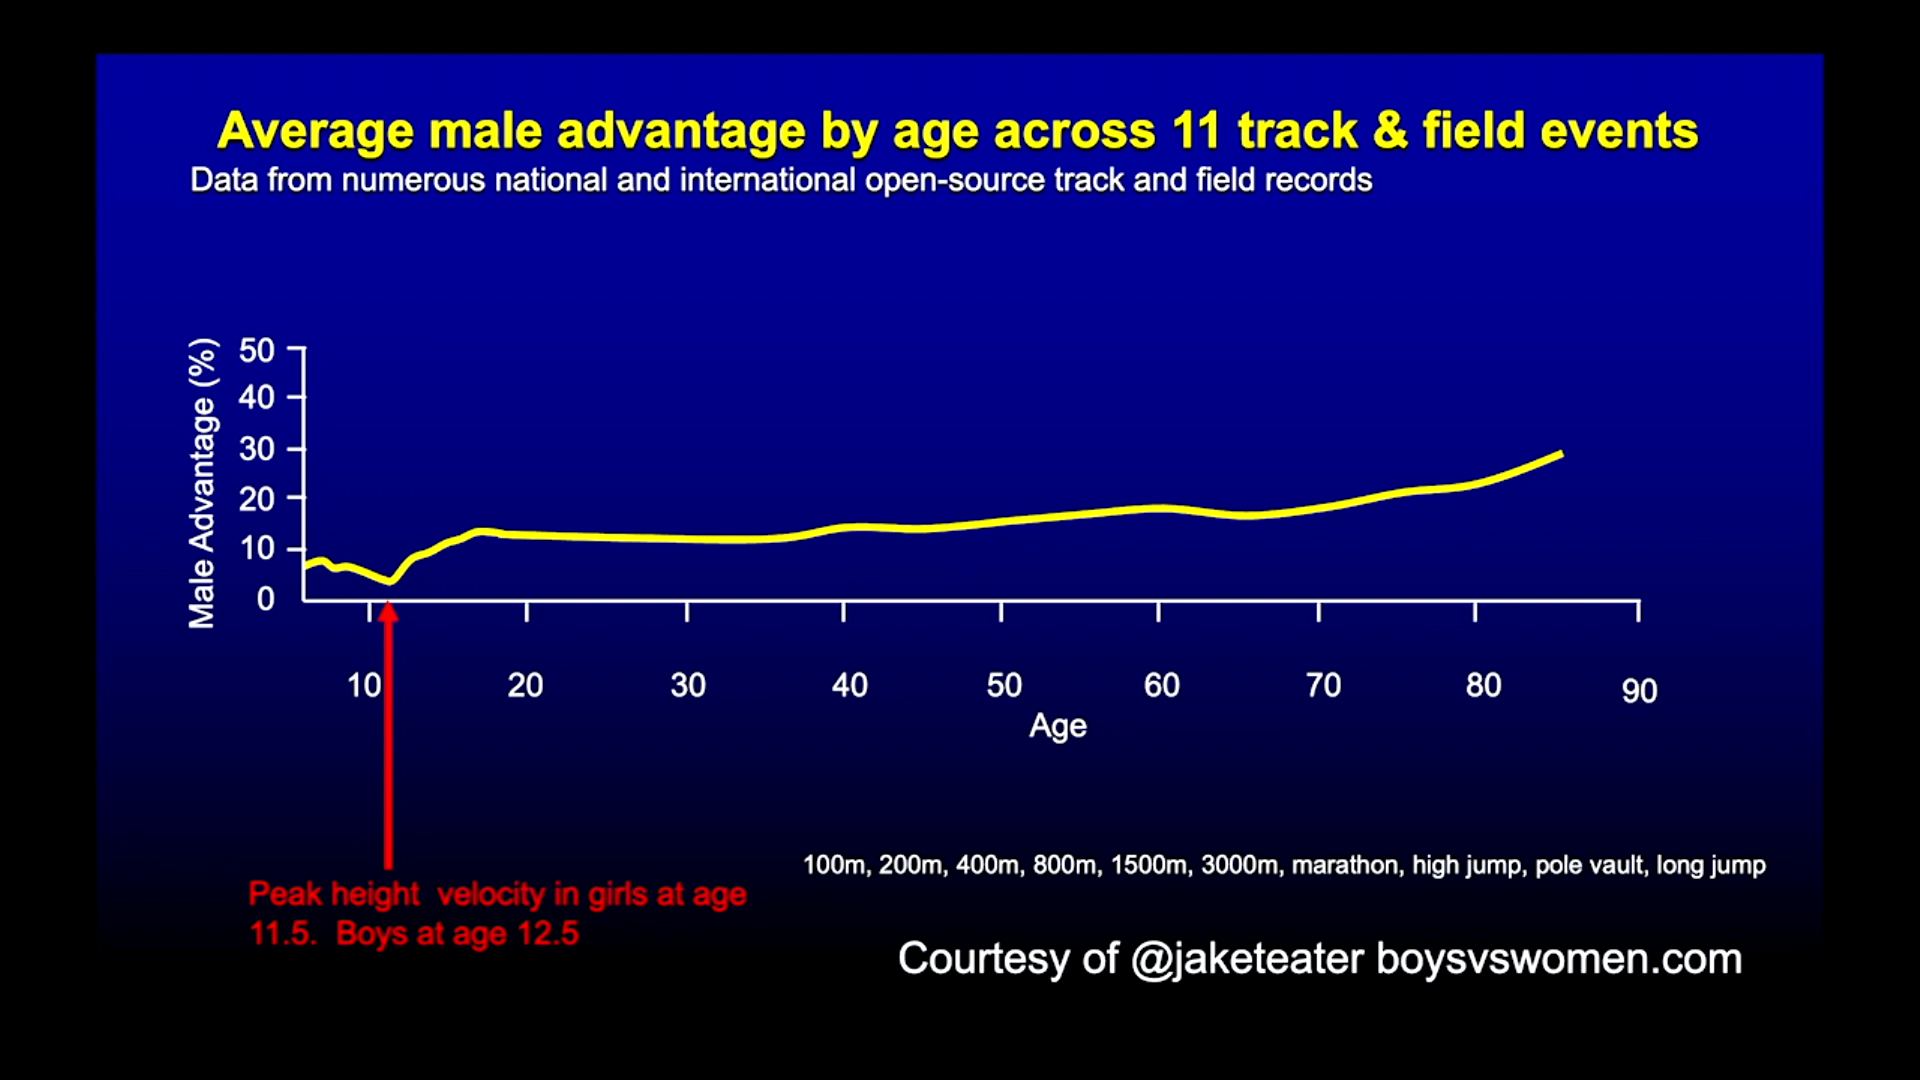 Average male advantage by age across 11 track & field events
Data from numerous national and international open-source track and field records
Male Advantage (%)
50
40
30
20
10
0
10 20 30 40 50 60 70 80 90
Age
100m, 200m, 400m, 800m, 1500m, 3000m, marathon, high jump, pole vault, long jump
Peak height velocity in girls at age
11.5. Boys at age 12.5
Courtesy of @jaketeater boysvswomen.com